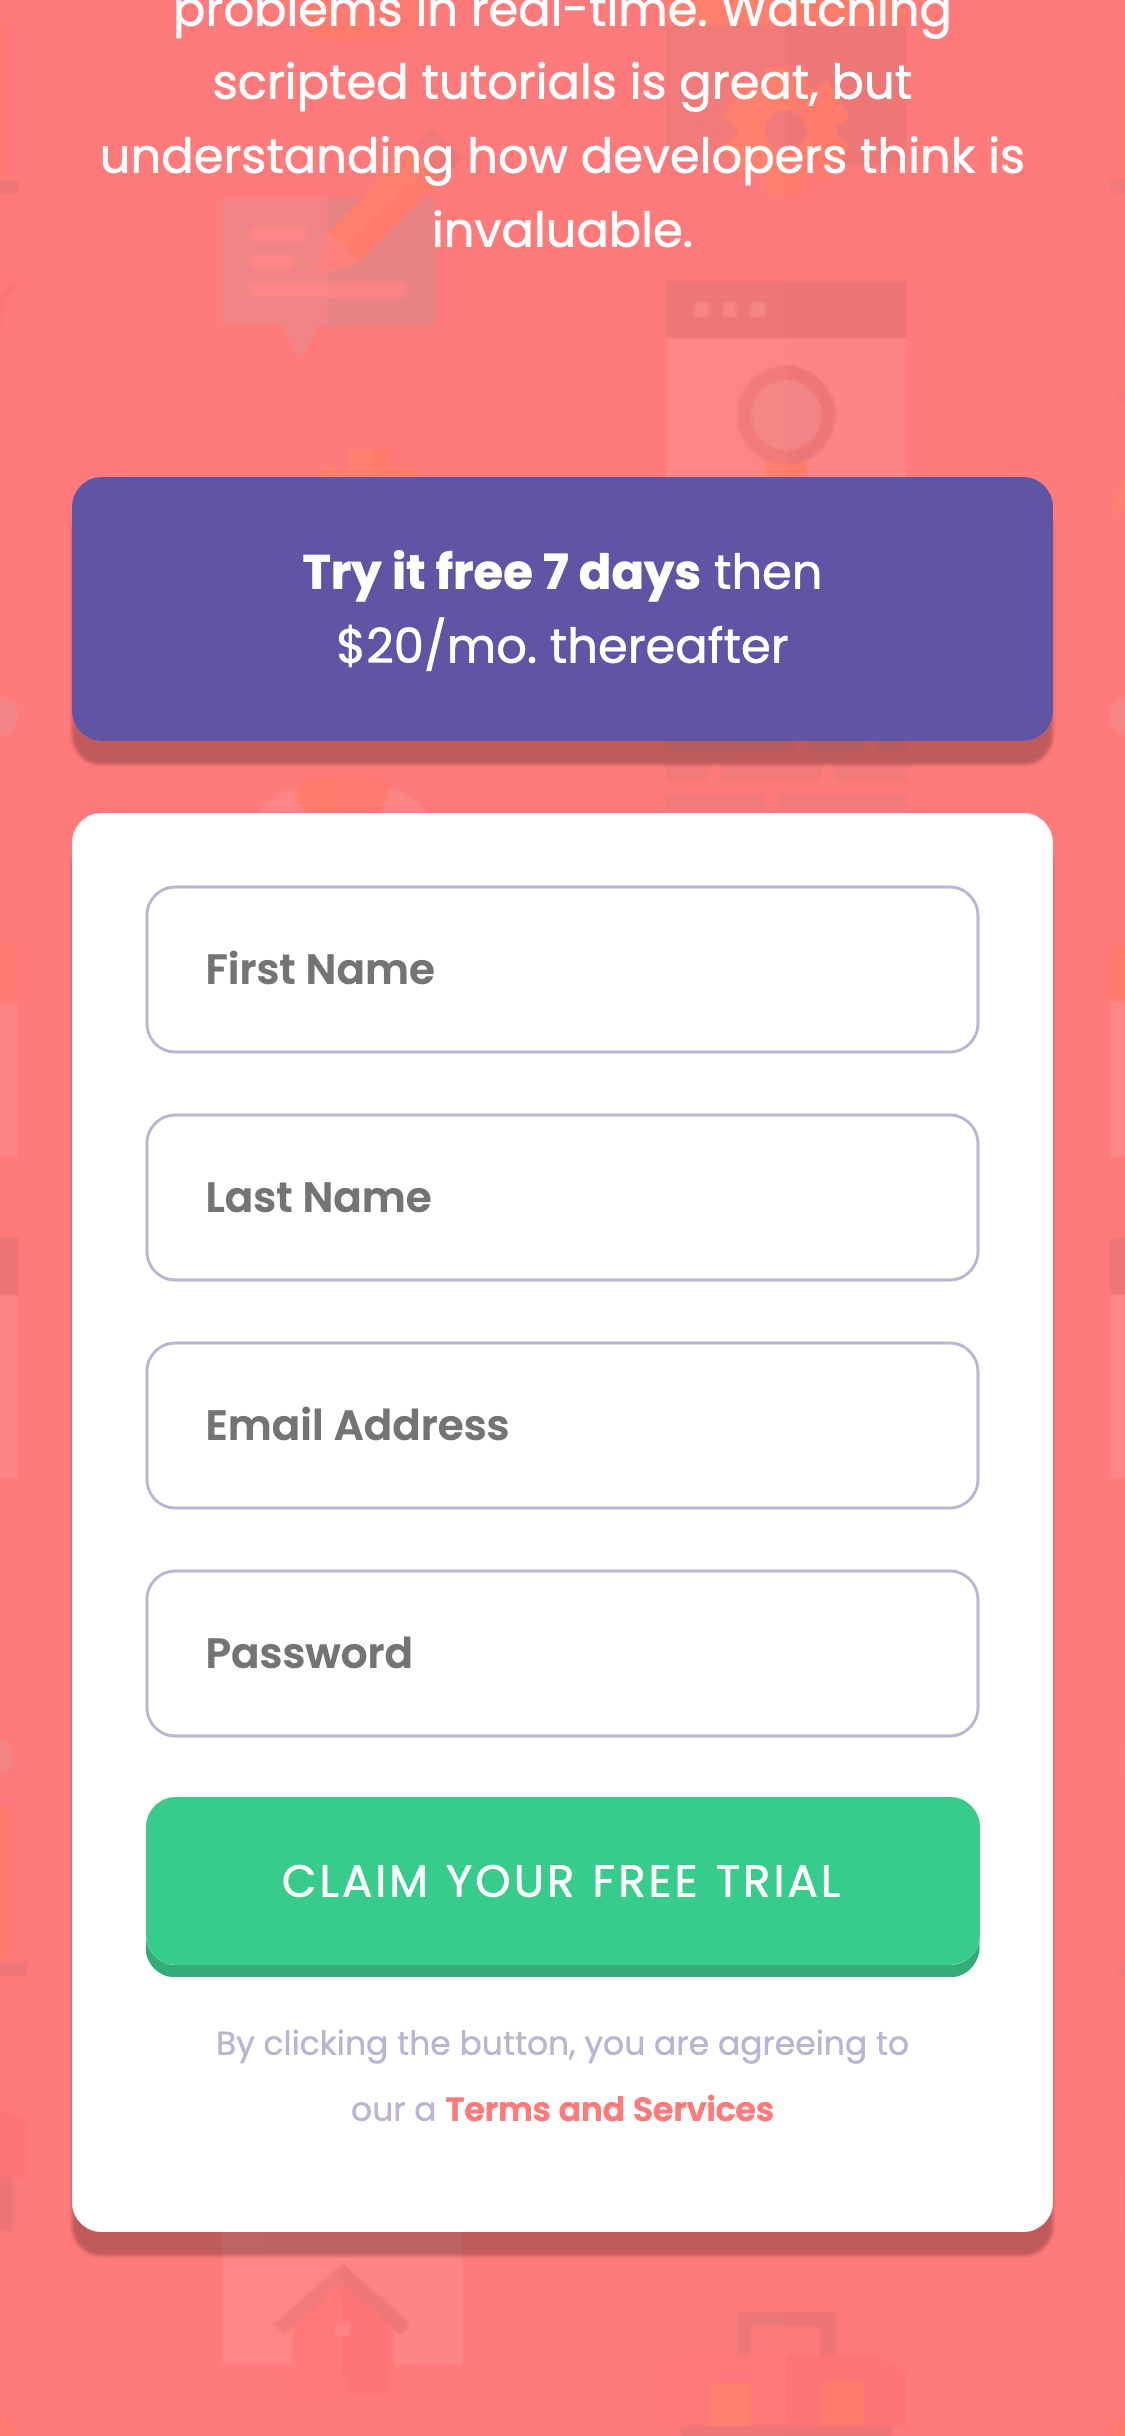 problems in real-time. Watching
scripted tutorials is great, but
understanding how developers think is
invaluable.
Try it free 7 days then
$20/mo. thereafter
First Name
Last Name
Email Address
Password
CLAIM YOUR FREE TRIAL
By clicking the button, you are agreeing to
our a Terms and Services